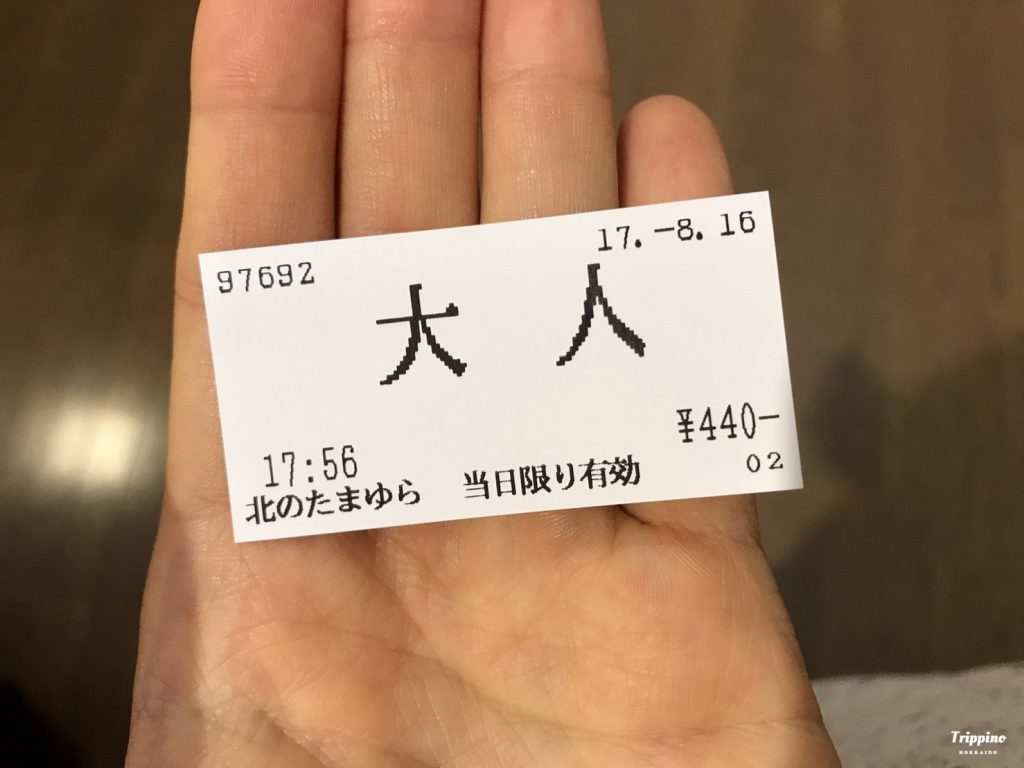 97692
17.-8.16
大人
¥440-
17:56
02
北のたまゆら 当日限り有効
Trippino
HOKKAIDO